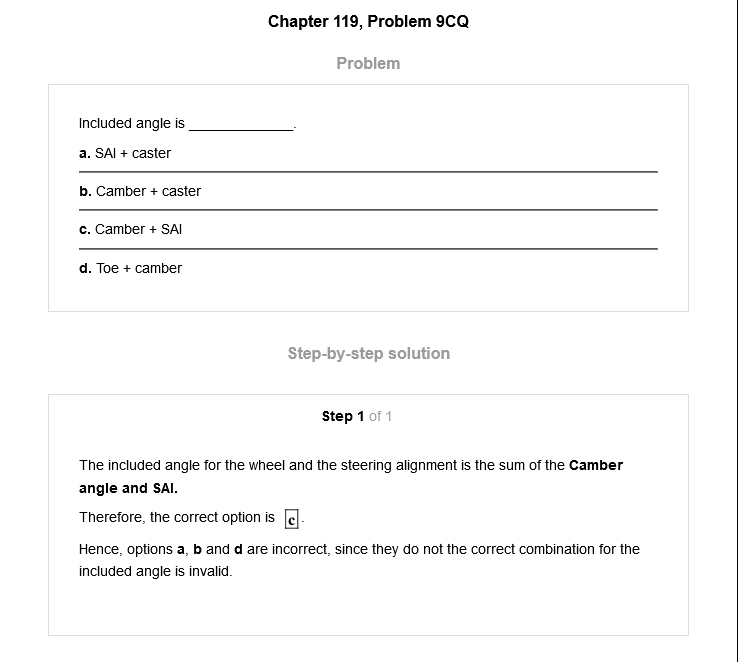 Chapter 119, Problem 9CQ
Problem
Included angle is ______________.
a. SAI + caster
b. Camber + caster
c. Camber + SAI
d. Toe + camber
Step-by-step solution
Step 1 of 1
The included angle for the wheel and the steering alignment is the sum of the Camber
angle and SAI.
Therefore, the correct option is c.
Hence, options a, b and d are incorrect, since they do not the correct combination for the
included angle is invalid.